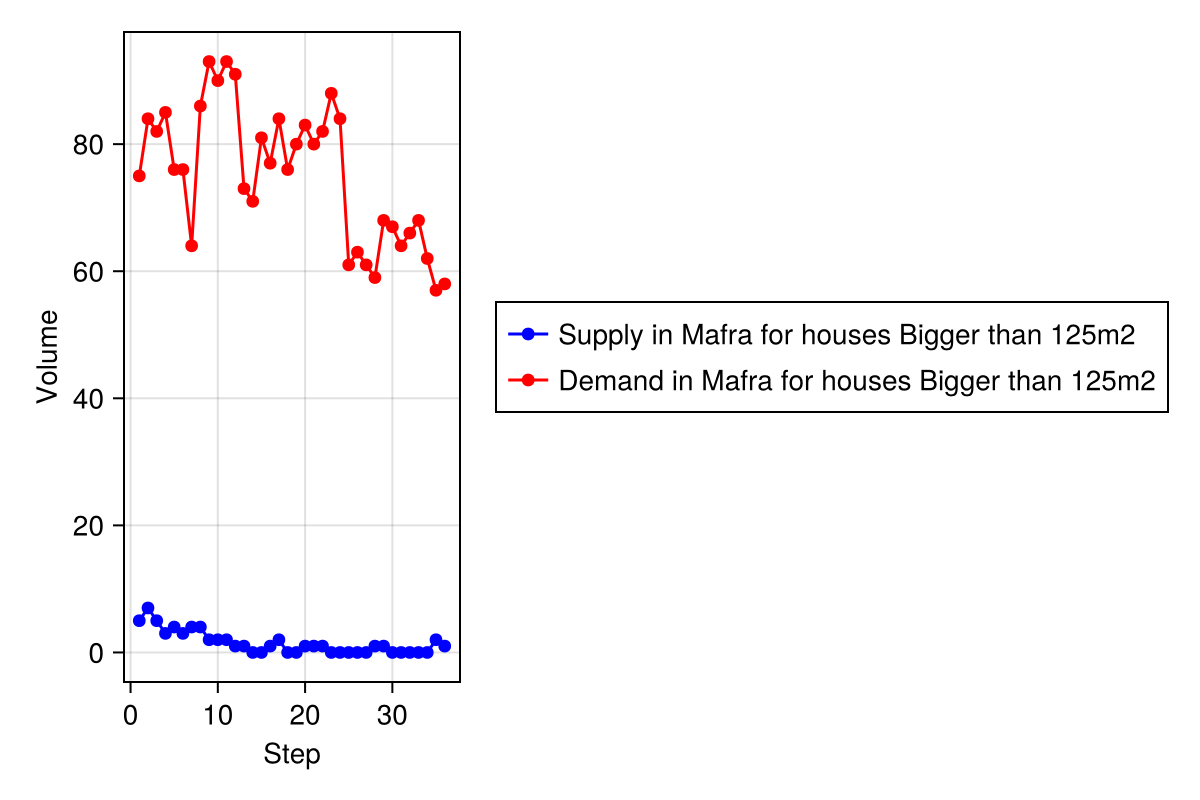 80
60
40
20
0
Volume
0 10 20 30
Step
Supply in Mafra for houses Bigger than 125m2
Demand in Mafra for houses Bigger than 125m2